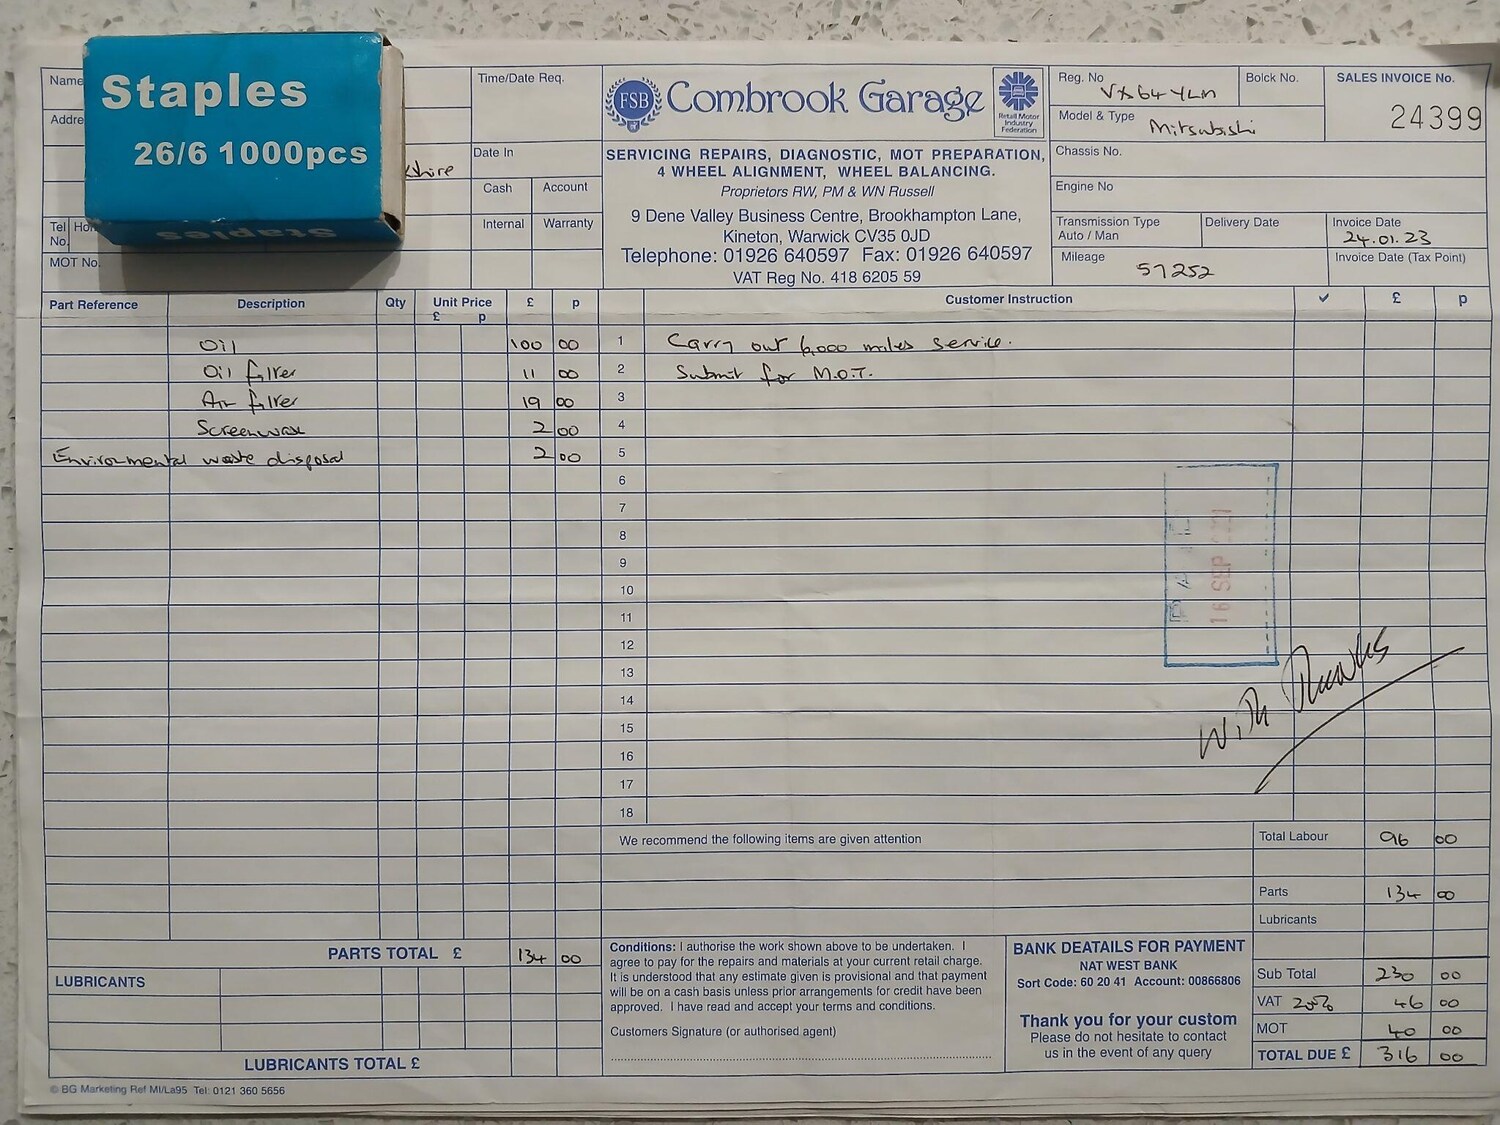 Staples
26/6 1000pcs
Staples
Name
Addre
kshire
Tel Hom
No.
MOT No.
Time/Date Req.
Date In
Cash Account
Internal Warranty
FSB
Combrook Garage
Retail Motor
Industry
Federation
SERVICING REPAIRS, DIAGNOSTIC, MOT PREPARATION,
4 WHEEL ALIGNMENT, WHEEL BALANCING.
Proprietors RW, PM & WN Russell
9 Dene Valley Business Centre, Brookhampton Lane,
Kineton, Warwick CV35 0JD
Telephone: 01926 640597 Fax: 01926 640597
VAT Reg No. 418 6205 59
Reg. No VX64 YLM
Bolck No.
SALES INVOICE No.
24399
Model & Type Mitsubishi
Chassis No.
Engine No
Transmission Type
Auto / Man
Delivery Date
Invoice Date
24.01.23
Mileage 57252
Invoice Date (Tax Point)
Part Reference Description Qty Unit Price £ p £ p
Customer Instruction ✓ £ p
Oil 100 00
Oil filter 11 00
Air filter 19 00
Screenwase 2 00
Environmental waste disposal 2 00
1 Carry out 6,000 miles service.
2 Submit for M.O.T.
3
4
5
6
7
8
9
10
11
12
13
14
15
16
17
18
16 SEP
With Thanks
We recommend the following items are given attention
Total Labour 96 00
Parts 134 00
Lubricants
Sub Total 230 00
VAT 20% 46 00
MOT 40 00
TOTAL DUE £ 316 00
PARTS TOTAL £ 134 00
LUBRICANTS
LUBRICANTS TOTAL £
Conditions: I authorise the work shown above to be undertaken. I
agree to pay for the repairs and materials at your current retail charge.
It is understood that any estimate given is provisional and that payment
will be on a cash basis unless prior arrangements for credit have been
approved. I have read and accept your terms and conditions.
Customers Signature (or authorised agent)
BANK DEATAILS FOR PAYMENT
NAT WEST BANK
Sort Code: 60 20 41 Account: 00866806
Thank you for your custom
Please do not hesitate to contact
us in the event of any query
© BG Marketing Ref MI/La95 Tel: 0121 360 5656